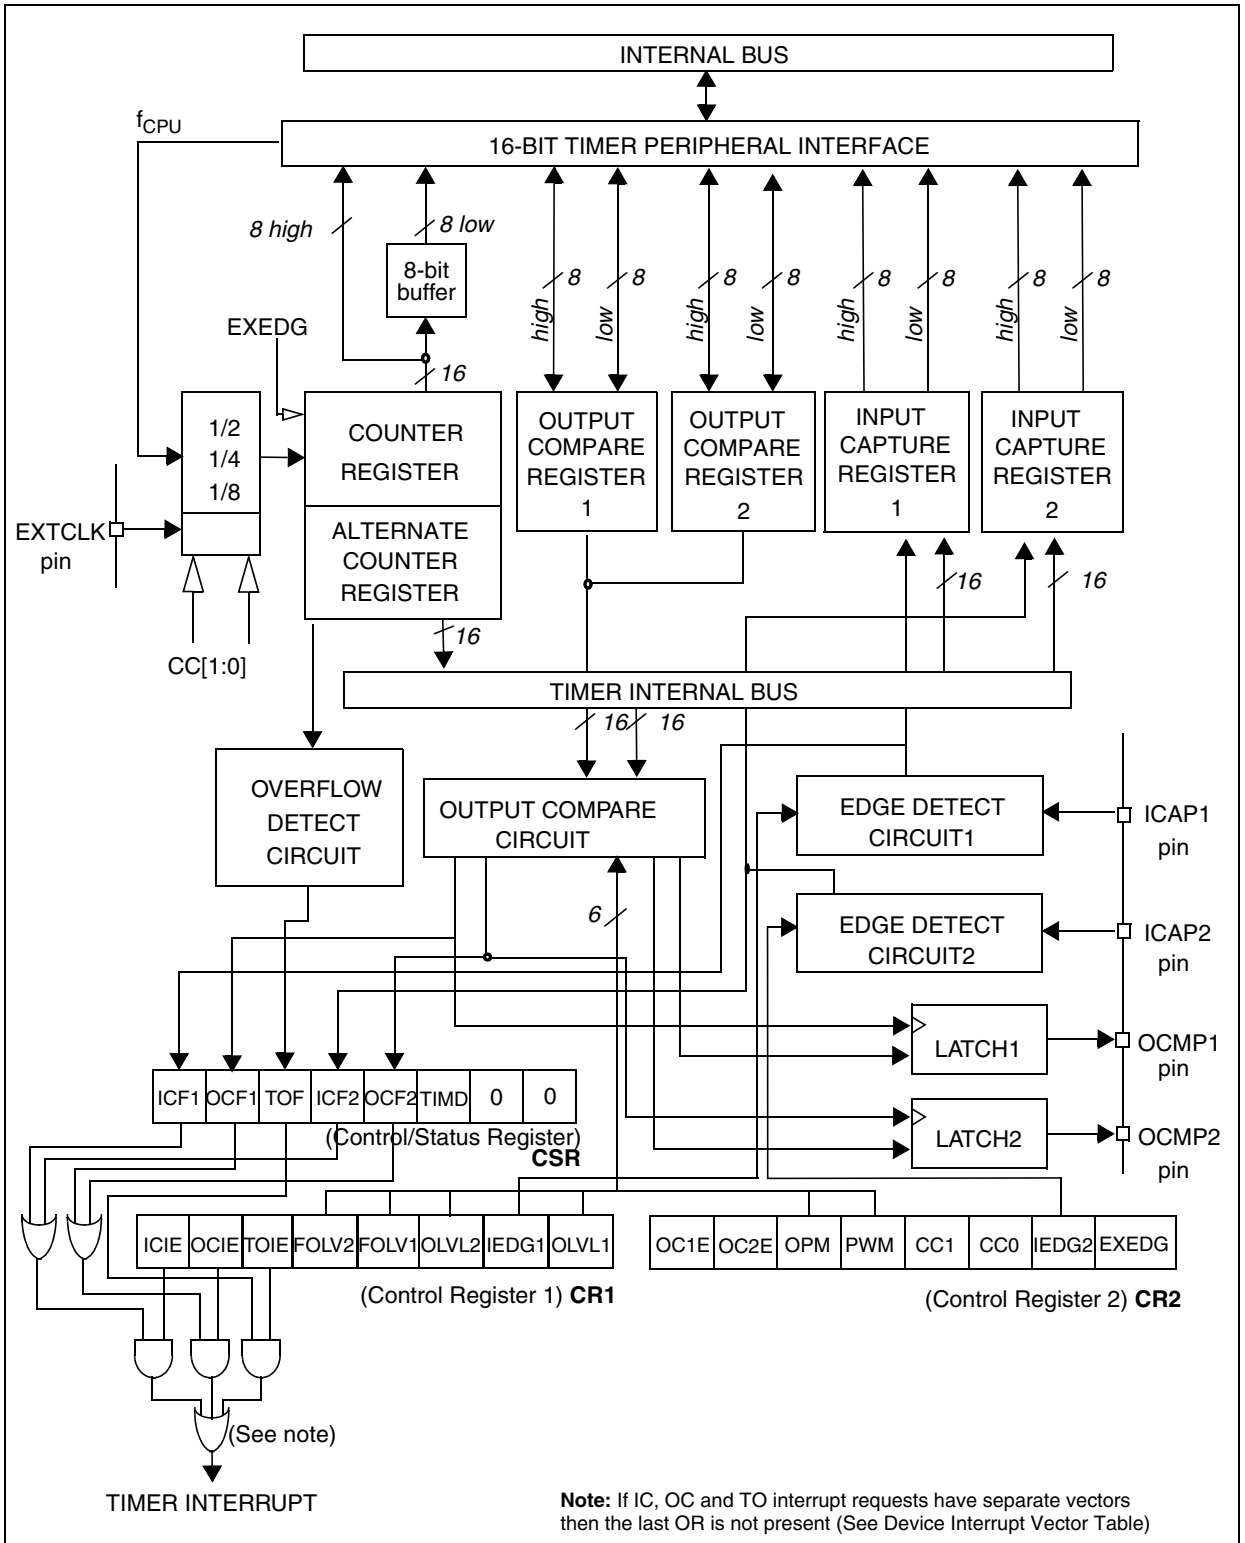 INTERNAL BUS
fCPU
16-BIT TIMER PERIPHERAL INTERFACE
8 high
8 low
8-bit
buffer
8
8
8
8
8
8
8
8
high
low
high
low
high
low
high
low
EXEDG
16
1/2
1/4
1/8
COUNTER
REGISTER
ALTERNATE
COUNTER
REGISTER
OUTPUT
COMPARE
REGISTER
1
OUTPUT
COMPARE
REGISTER
2
INPUT
CAPTURE
REGISTER
1
INPUT
CAPTURE
REGISTER
2
EXTCLK
pin
16
16
16
CC[1:0]
TIMER INTERNAL BUS
16
16
OVERFLOW
DETECT
CIRCUIT
OUTPUT COMPARE
CIRCUIT
EDGE DETECT
CIRCUIT1
ICAP1
pin
6
EDGE DETECT
CIRCUIT2
ICAP2
pin
LATCH1
OCMP1
pin
LATCH2
OCMP2
pin
ICF1 OCF1 TOF ICF2 OCF2 TIMD 0 0
(Control/Status Register)
CSR
ICIE OCIE TOIE FOLV2 FOLV1 OLVL2 IEDG1 OLVL1
OC1E OC2E OPM PWM CC1 CC0 IEDG2 EXEDG
(Control Register 1) CR1
(Control Register 2) CR2
(See note)
TIMER INTERRUPT
Note: If IC, OC and TO interrupt requests have separate vectors
then the last OR is not present (See Device Interrupt Vector Table)